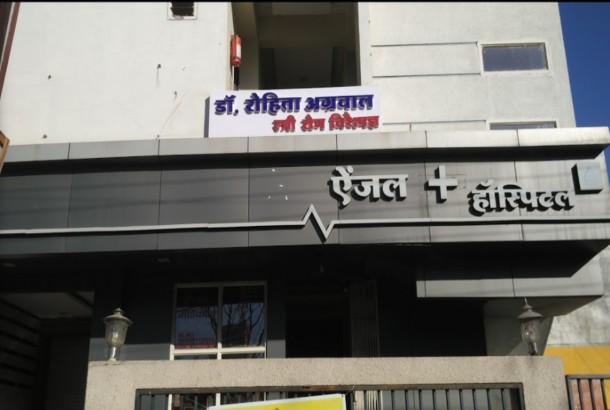 डॉ. रोहिता अग्रवाल
स्त्री रोग विशेषज्ञ
ऐंजल + हॉस्पिटल